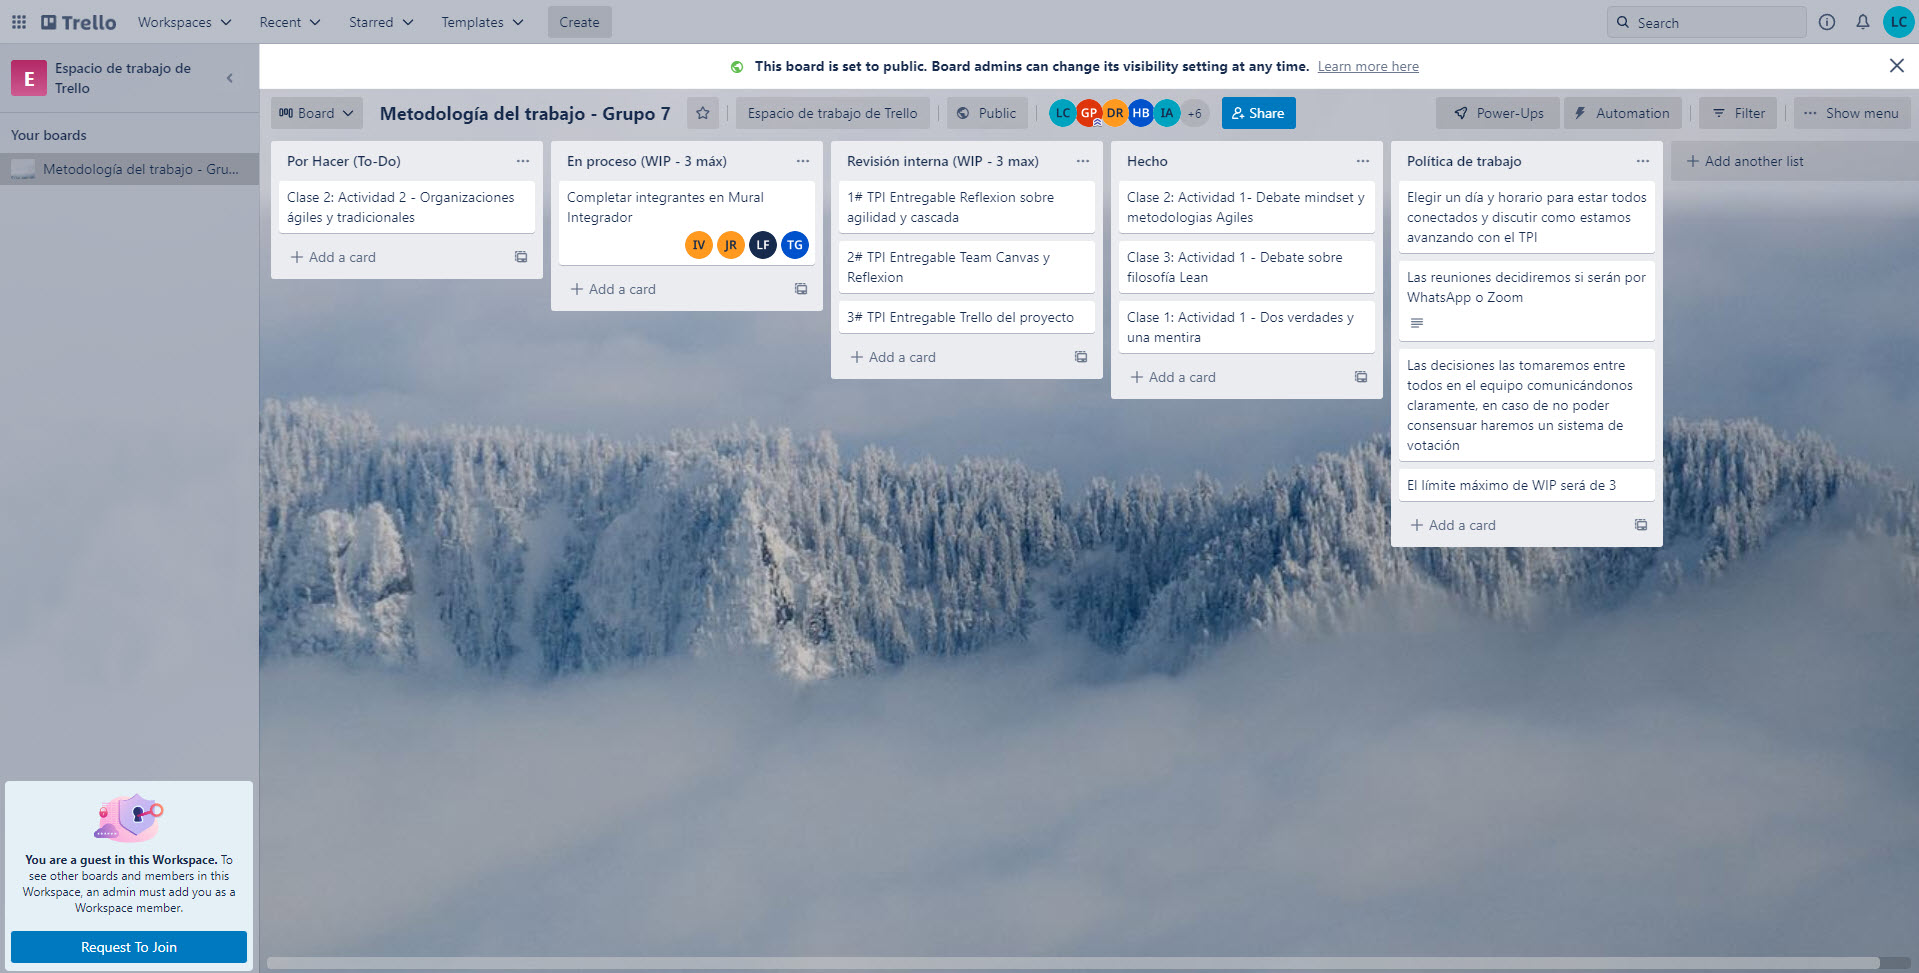 Trello
Workspaces
Recent
Starred
Templates
Create
Search
LC
E
Espacio de trabajo de
Trello
Your boards
Metodología del trabajo - Gru...
This board is set to public. Board admins can change its visibility setting at any time. Learn more here
Board
Metodología del trabajo - Grupo 7
Espacio de trabajo de Trello
Public
LC
GP
DR
HB
IA
+6
Share
Power-Ups
Automation
Filter
Show menu
Por Hacer (To-Do)
Clase 2: Actividad 2 - Organizaciones
ágiles y tradicionales
Add a card
En proceso (WIP - 3 máx)
Completar integrantes en Mural
Integrador
IV
JR
LF
TG
Add a card
Revisión interna (WIP - 3 max)
1# TPI Entregable Reflexion sobre
agilidad y cascada
2# TPI Entregable Team Canvas y
Reflexion
3# TPI Entregable Trello del proyecto
Add a card
Hecho
Clase 2: Actividad 1- Debate mindset y
metodologias Agiles
Clase 3: Actividad 1 - Debate sobre
filosofía Lean
Clase 1: Actividad 1 - Dos verdades y
una mentira
Add a card
Política de trabajo
Elegir un día y horario para estar todos
conectados y discutir como estamos
avanzando con el TPI
Las reuniones decidiremos si serán por
WhatsApp o Zoom
Las decisiones las tomaremos entre
todos en el equipo comunicándonos
claramente, en caso de no poder
consensuar haremos un sistema de
votación
El límite máximo de WIP será de 3
Add a card
Add another list
You are a guest in this Workspace. To
see other boards and members in this
Workspace, an admin must add you as a
Workspace member.
Request To Join